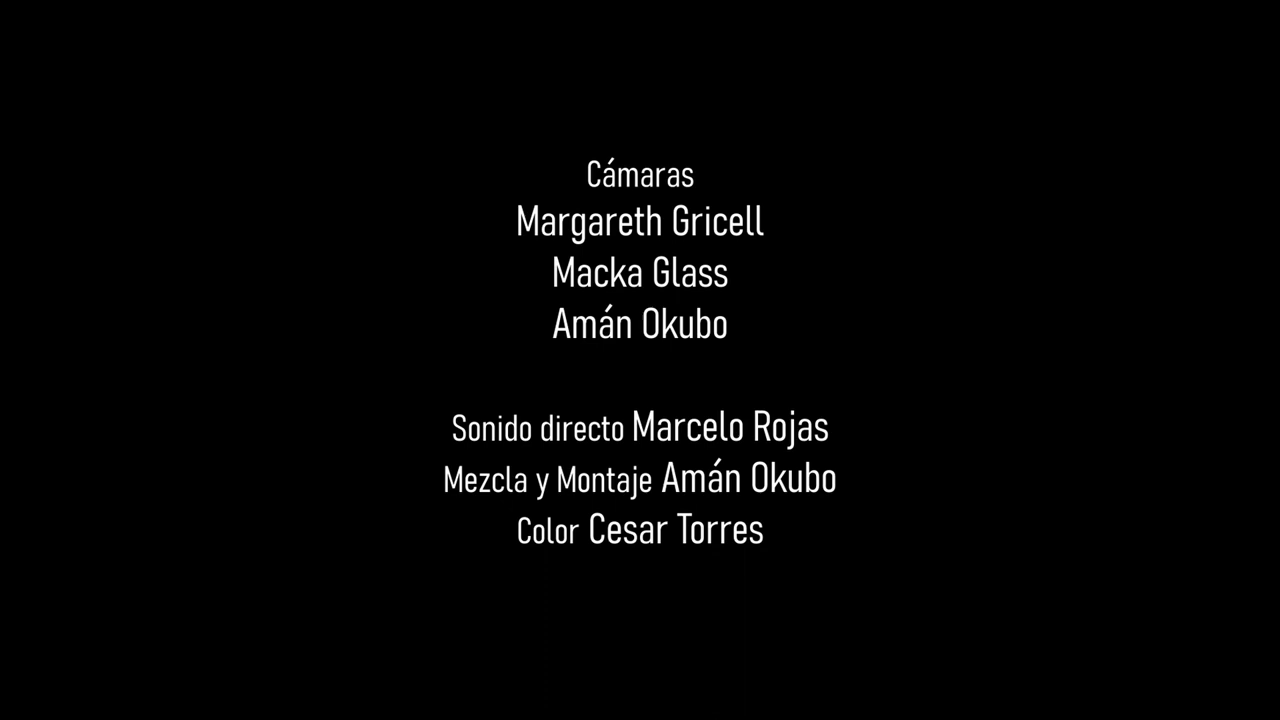 Cámaras
Margareth Gricell
Macka Glass
Amán Okubo
Sonido directo Marcelo Rojas
Mezcla y Montaje Amán Okubo
Color Cesar Torres